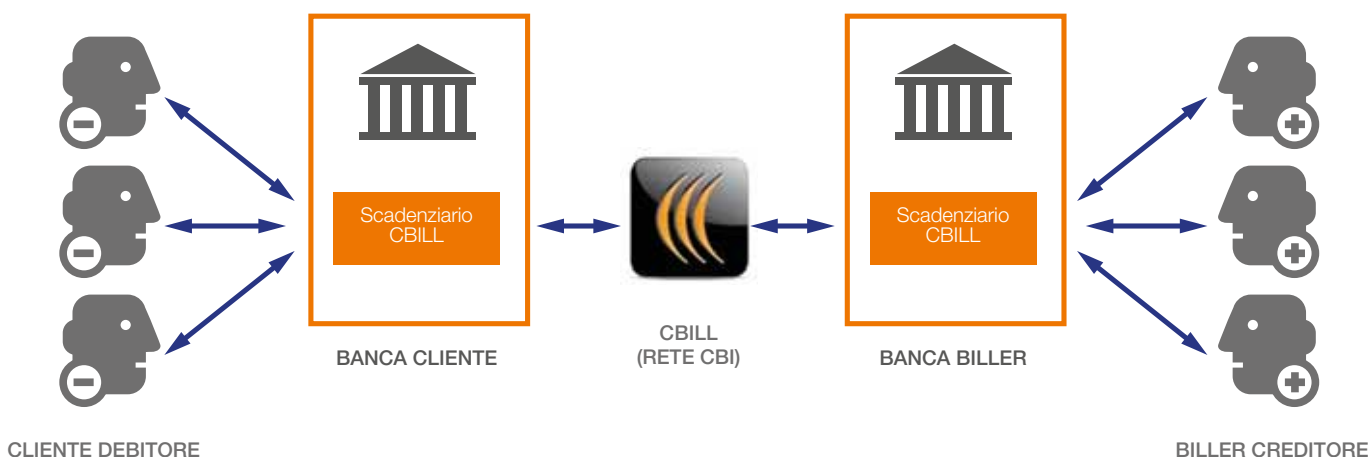 Scadenziario
CBILL
Scadenziario
CBILL
BANCA CLIENTE
CBILL
(RETE CBI)
BANCA BILLER
CLIENTE DEBITORE
BILLER CREDITORE